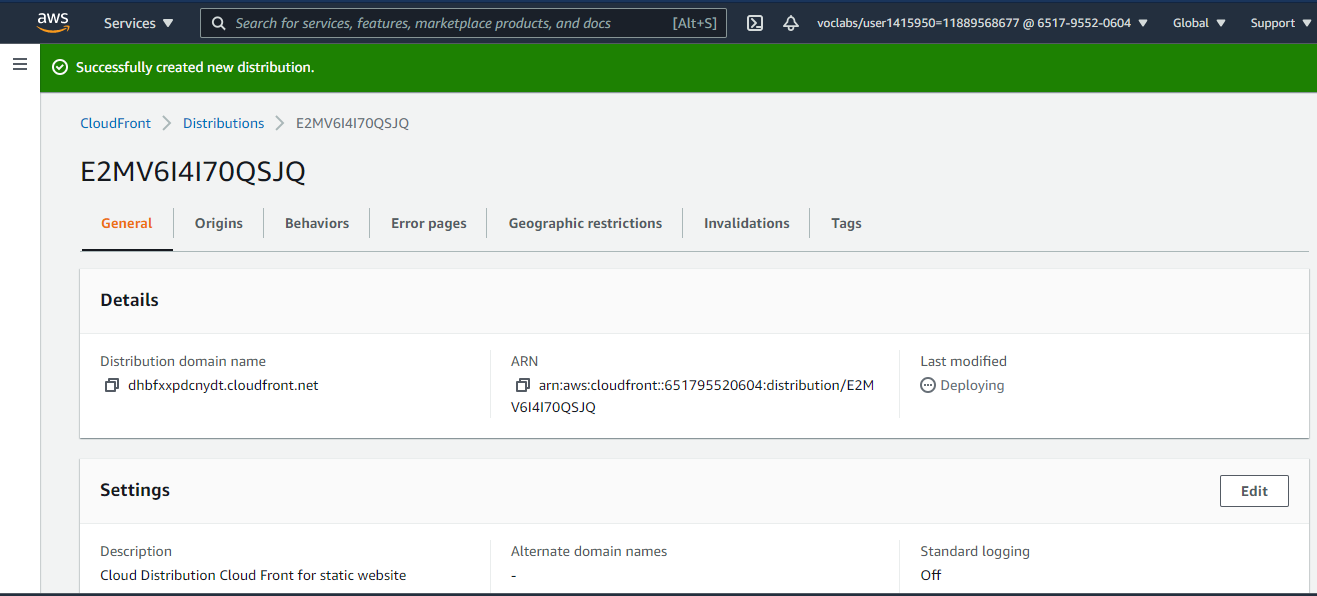 aws Services Search for services, features, marketplace products, and docs [Alt+S] voclabs/user1415950=11889568677 @ 6517-9552-0604 Global Support
Successfully created new distribution.
CloudFront Distributions E2MV6I4I70QSJQ
E2MV6I4I70QSJQ
General Origins Behaviors Error pages Geographic restrictions Invalidations Tags
Details
Distribution domain name
dhbfxxpdcnydt.cloudfront.net
ARN
arn:aws:cloudfront::651795520604:distribution/E2M
V6I4I70QSJQ
Last modified
Deploying
Settings
Edit
Description
Cloud Distribution Cloud Front for static website
Alternate domain names
-
Standard logging
Off